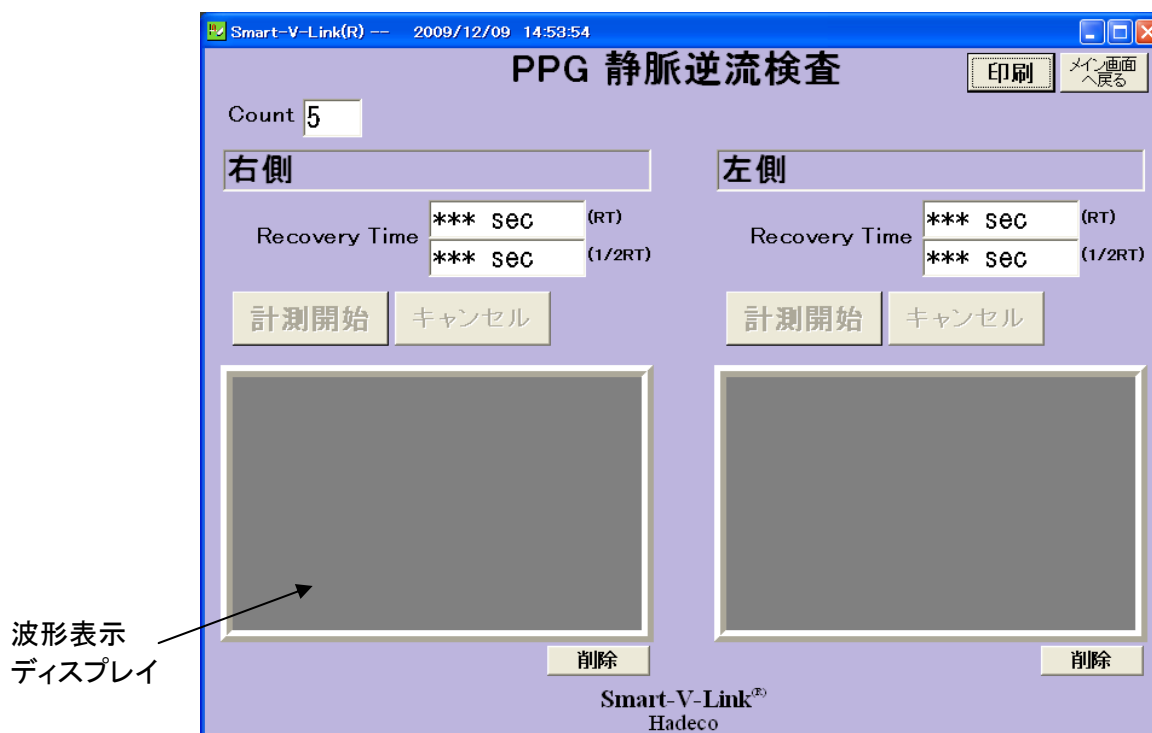 Smart-V-Link(R) -- 2009/12/09 14:53:54
PPG 静脈逆流検査
印刷
メイン画面
へ戻る
Count 5
右側
Recovery Time
*** sec (RT)
*** sec (1/2RT)
計測開始 キャンセル
削除
左側
Recovery Time
*** sec (RT)
*** sec (1/2RT)
計測開始 キャンセル
削除
波形表示
ディスプレイ
Smart-V-Link(R)
Hadeco